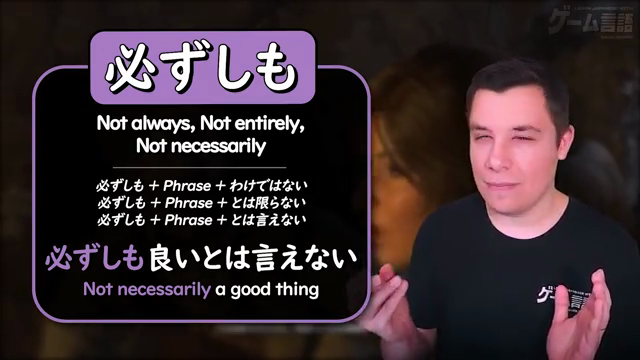 必ずしも
Not always, Not entirely,
Not necessarily
必ずしも + Phrase + わけではない
必ずしも + Phrase + とは限らない
必ずしも + Phrase + とは言えない
必ずしも良いとは言えない
Not necessarily a good thing
ゲーム言語
ゲーム言